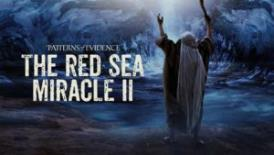 PATTERNS of EVIDENCE
THE RED SEA
MIRACLE II